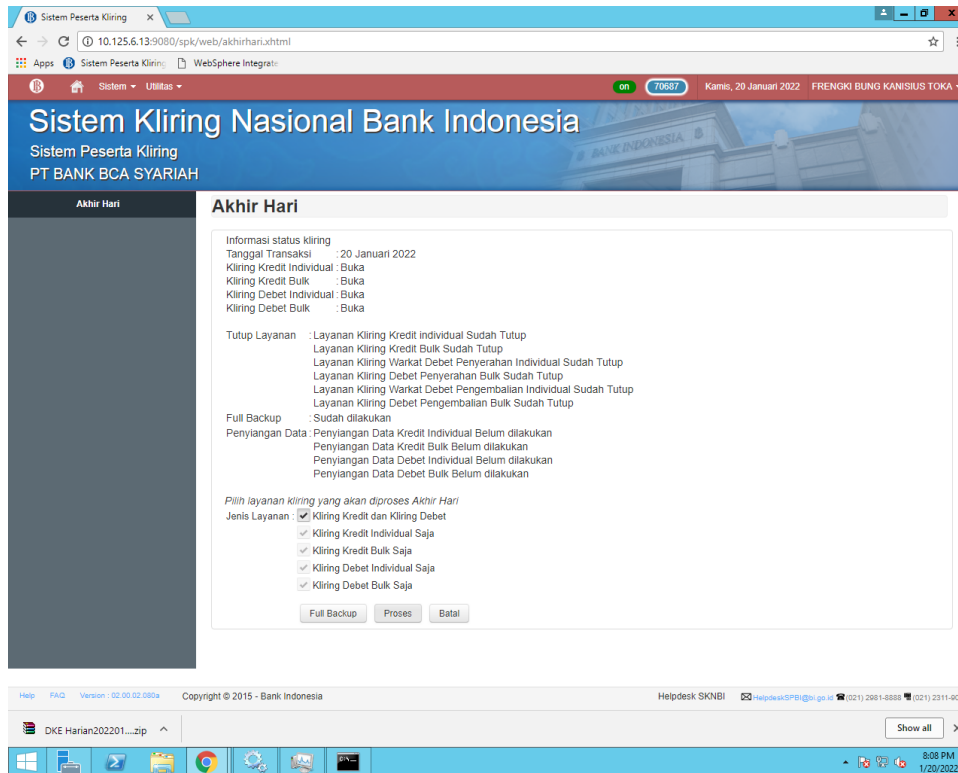 Sistem Peserta Kliring
10.125.6.13:9080/spk/web/akhirhari.xhtml
Apps Sistem Peserta Kliring WebSphere Integrate
Sistem Utilitas on 70687 Kamis, 20 Januari 2022 FRENGKI BUNG KANISIUS TOKA
BANK INDONESIA
Sistem Kliring Nasional Bank Indonesia
Sistem Peserta Kliring
PT BANK BCA SYARIAH
Akhir Hari
Akhir Hari
Informasi status kliring
Tanggal Transaksi : 20 Januari 2022
Kliring Kredit Individual : Buka
Kliring Kredit Bulk : Buka
Kliring Debet Individual : Buka
Kliring Debet Bulk : Buka
Tutup Layanan : Layanan Kliring Kredit individual Sudah Tutup
Layanan Kliring Kredit Bulk Sudah Tutup
Layanan Kliring Warkat Debet Penyerahan Individual Sudah Tutup
Layanan Kliring Debet Penyerahan Bulk Sudah Tutup
Layanan Kliring Warkat Debet Pengembalian Individual Sudah Tutup
Layanan Kliring Debet Pengembalian Bulk Sudah Tutup
Full Backup : Sudah dilakukan
Penyiangan Data : Penyiangan Data Kredit Individual Belum dilakukan
Penyiangan Data Kredit Bulk Belum dilakukan
Penyiangan Data Debet Individual Belum dilakukan
Penyiangan Data Debet Bulk Belum dilakukan
Pilih layanan kliring yang akan diproses Akhir Hari
Jenis Layanan : Kliring Kredit dan Kliring Debet
Kliring Kredit Individual Saja
Kliring Kredit Bulk Saja
Kliring Debet Individual Saja
Kliring Debet Bulk Saja
Full Backup Proses Batal
Help FAQ Version : 02.00.02.080a Copyright © 2015 - Bank Indonesia Helpdesk SKNBI HelpdeskSPBI@bi.go.id (021) 2981-8888 (021) 2311-90
DKE Harian202201....zip Show all
8:08 PM
1/20/2022